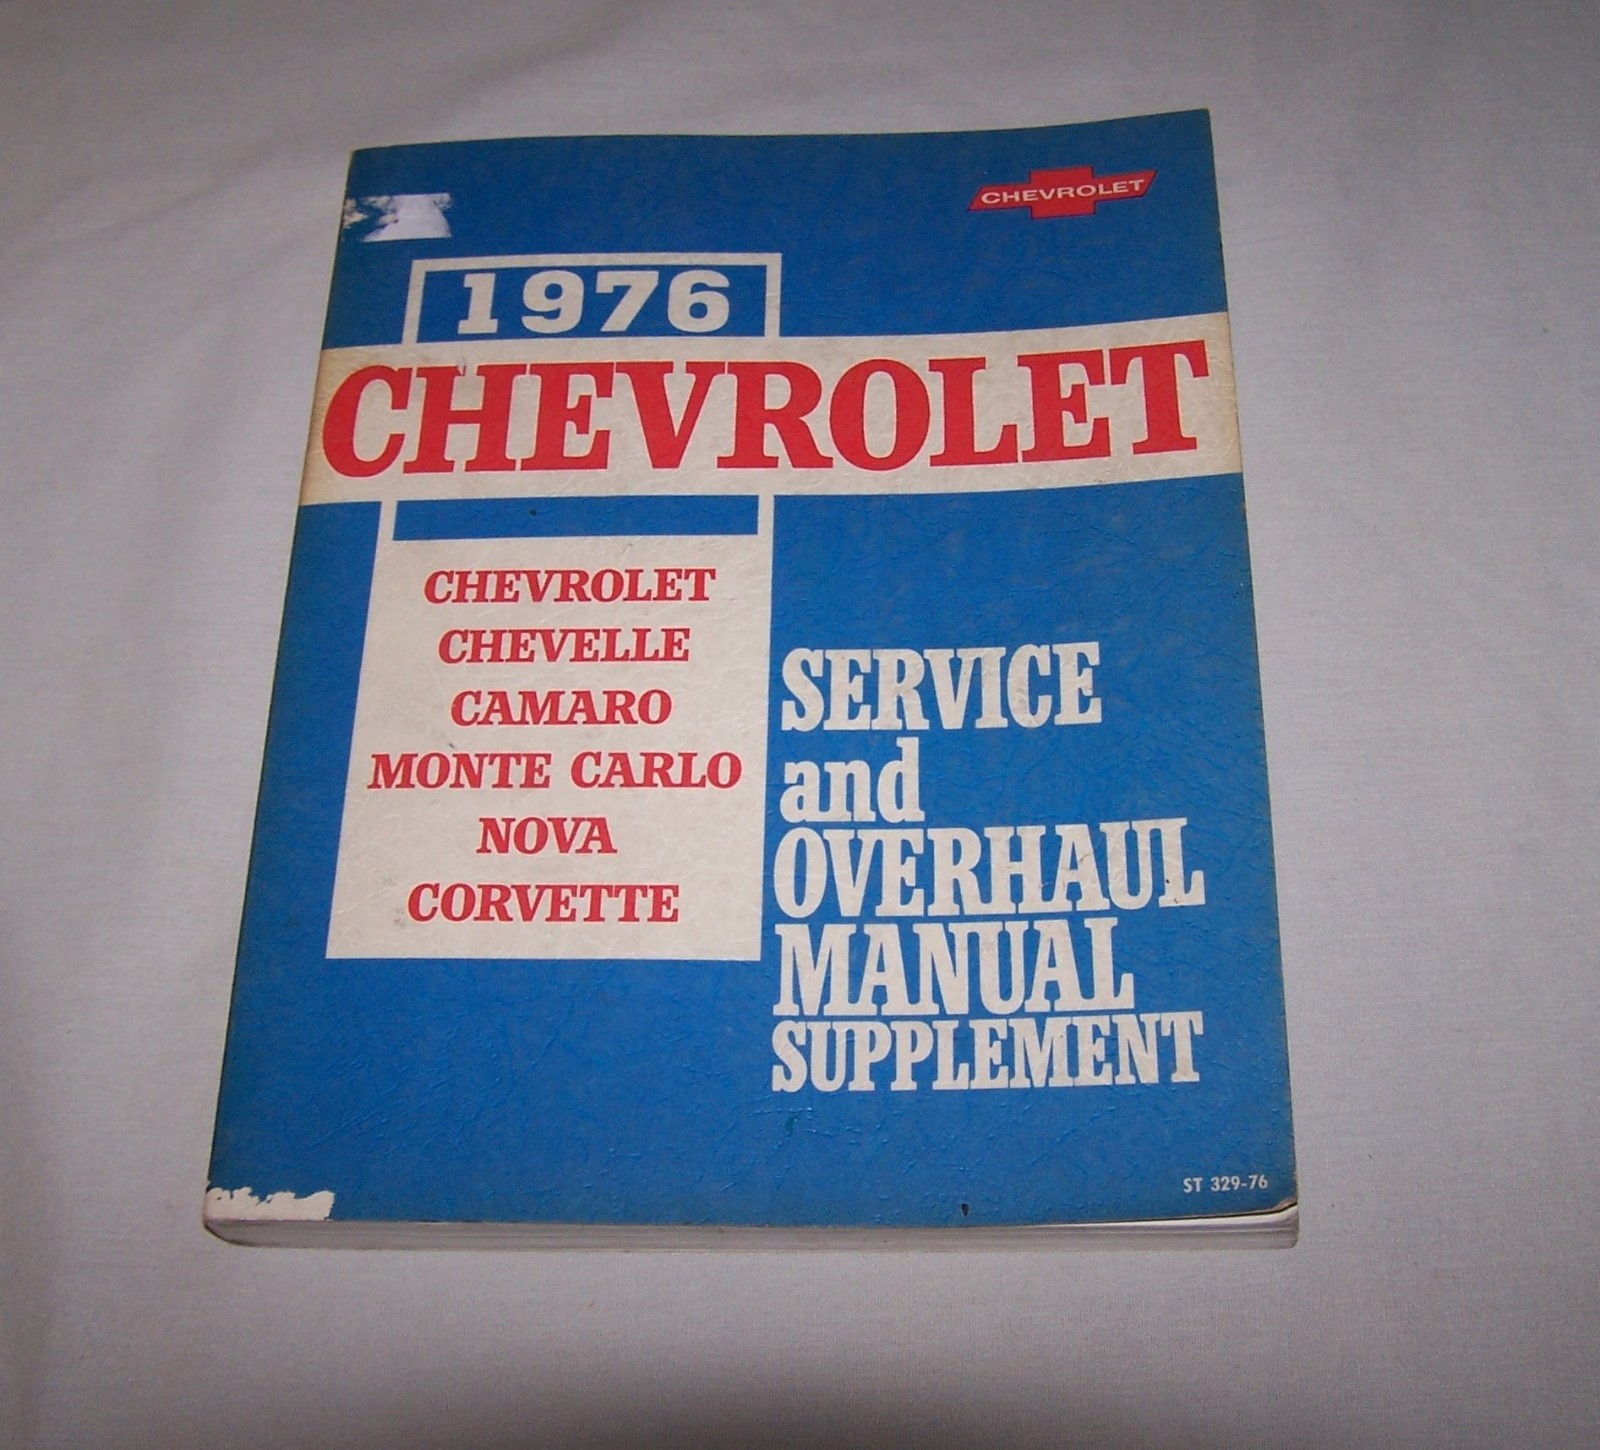 CHEVROLET
1976
CHEVROLET
CHEVROLET
CHEVELLE
CAMARO
MONTE CARLO
NOVA
CORVETTE
SERVICE
and
OVERHAUL
MANUAL
SUPPLEMENT
ST 329-76